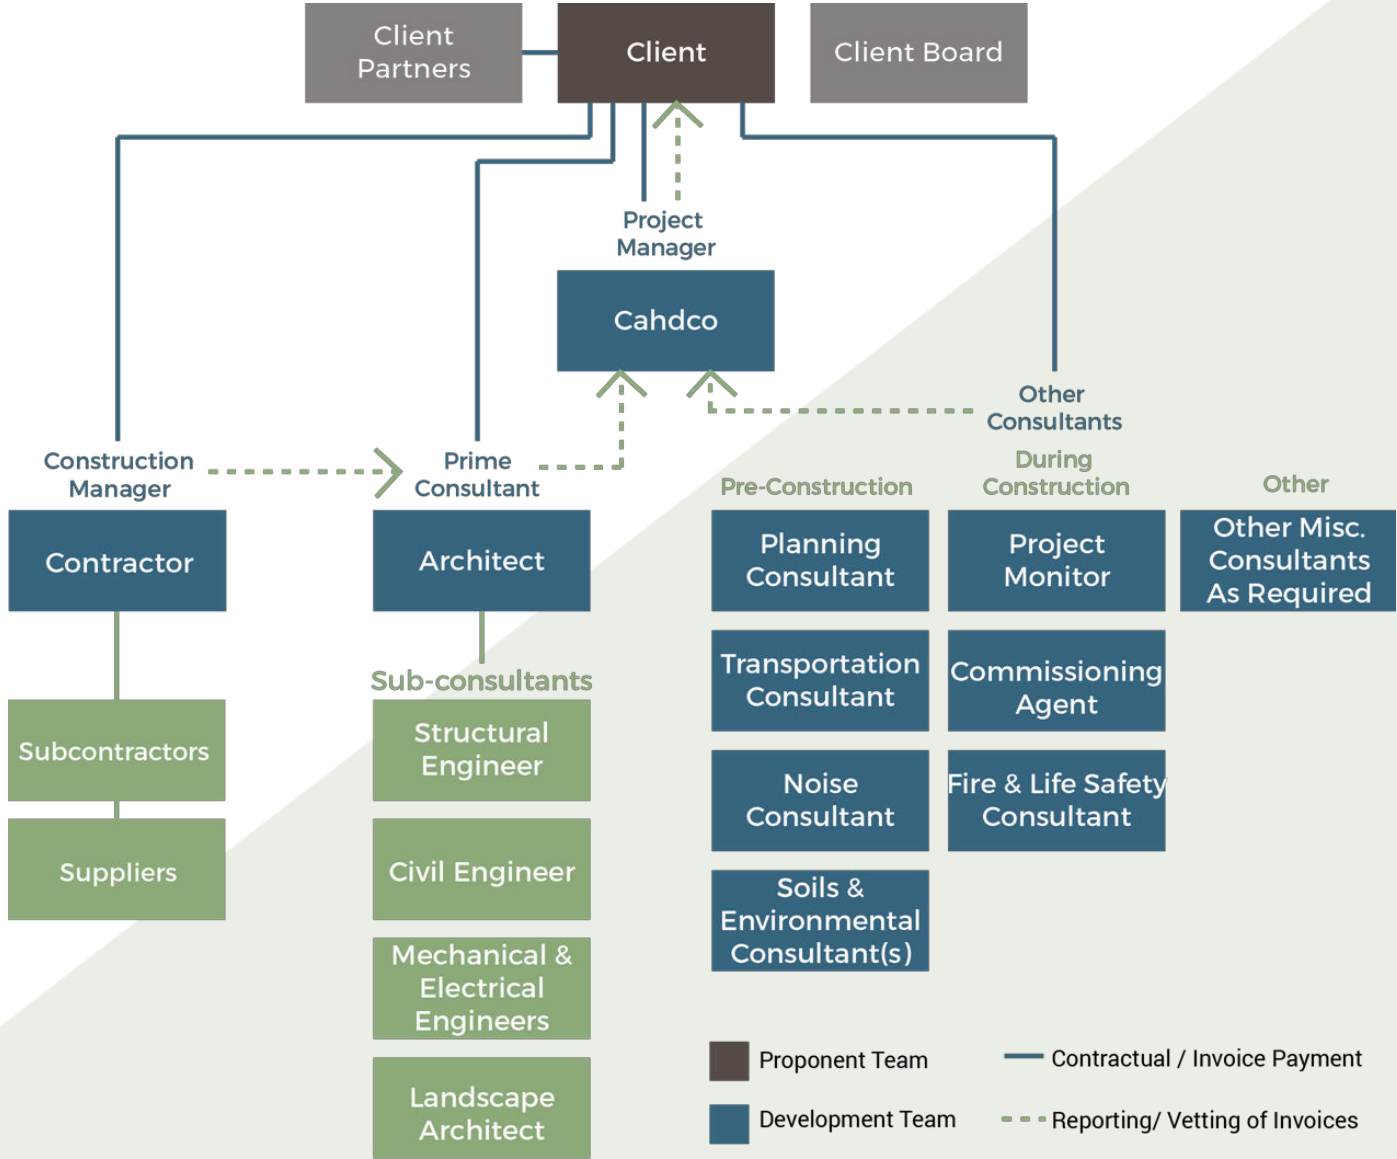 Client
Partners
Client
Client Board
Project
Manager
Cahdco
Other
Consultants
Construction
Manager
Prime
Consultant
Pre-Construction
During
Construction
Other
Contractor
Architect
Planning
Consultant
Project
Monitor
Other Misc.
Consultants
As Required
Sub-consultants
Transportation
Consultant
Commissioning
Agent
Subcontractors
Structural
Engineer
Noise
Consultant
Fire & Life Safety
Consultant
Suppliers
Civil Engineer
Soils &
Environmental
Consultant(s)
Mechanical &
Electrical
Engineers
Landscape
Architect
Proponent Team
Contractual / Invoice Payment
Development Team
Reporting/ Vetting of Invoices